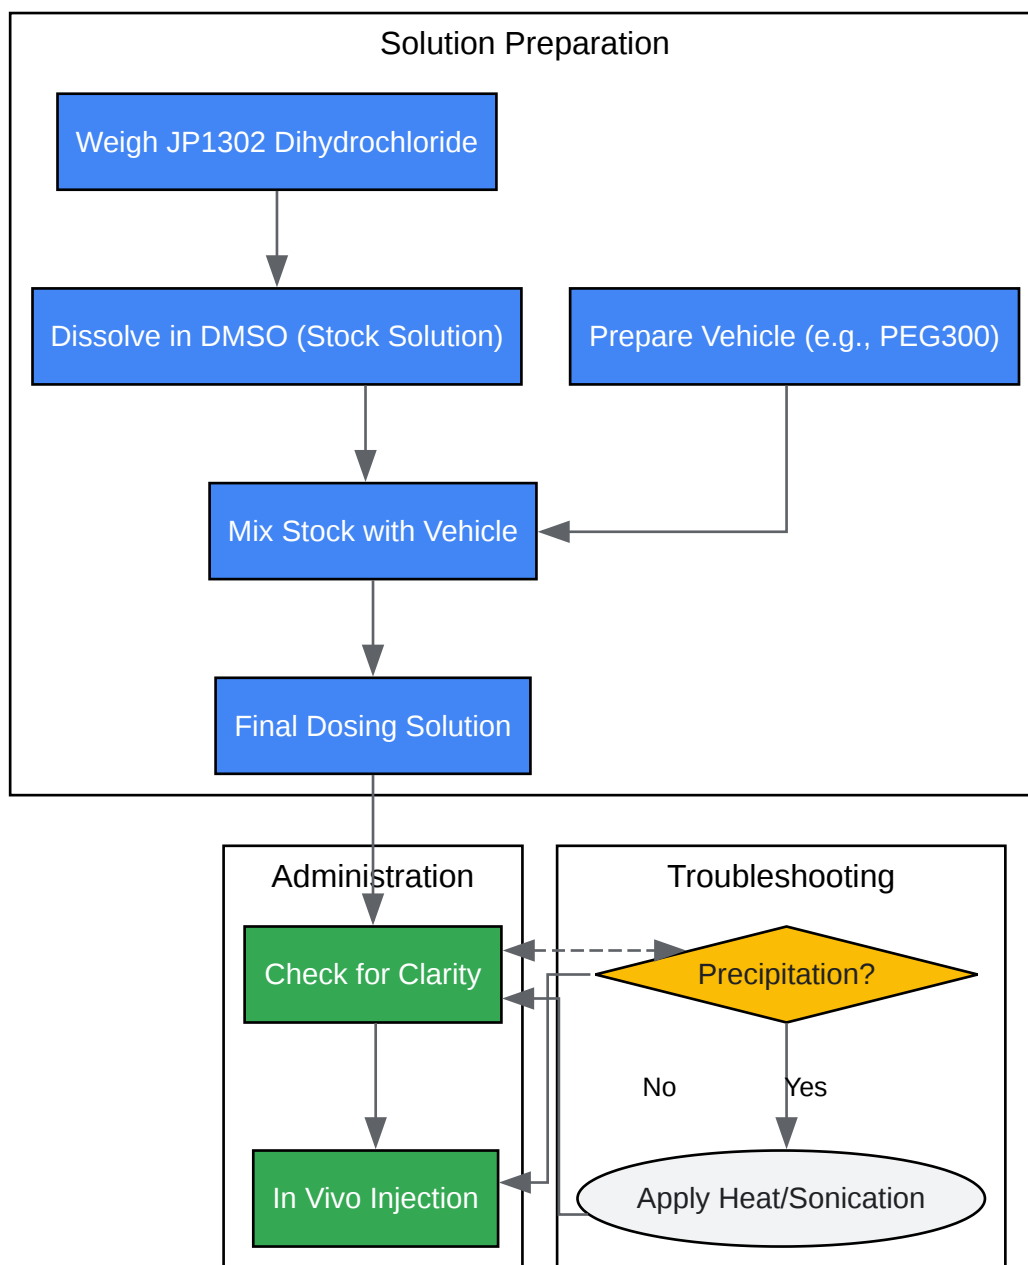 Solution Preparation
Weigh JP1302 Dihydrochloride
Dissolve in DMSO (Stock Solution)
Prepare Vehicle (e.g., PEG300)
Mix Stock with Vehicle
Final Dosing Solution
Administration
Troubleshooting
Check for Clarity
Precipitation?
No
Yes
In Vivo Injection
Apply Heat/Sonication